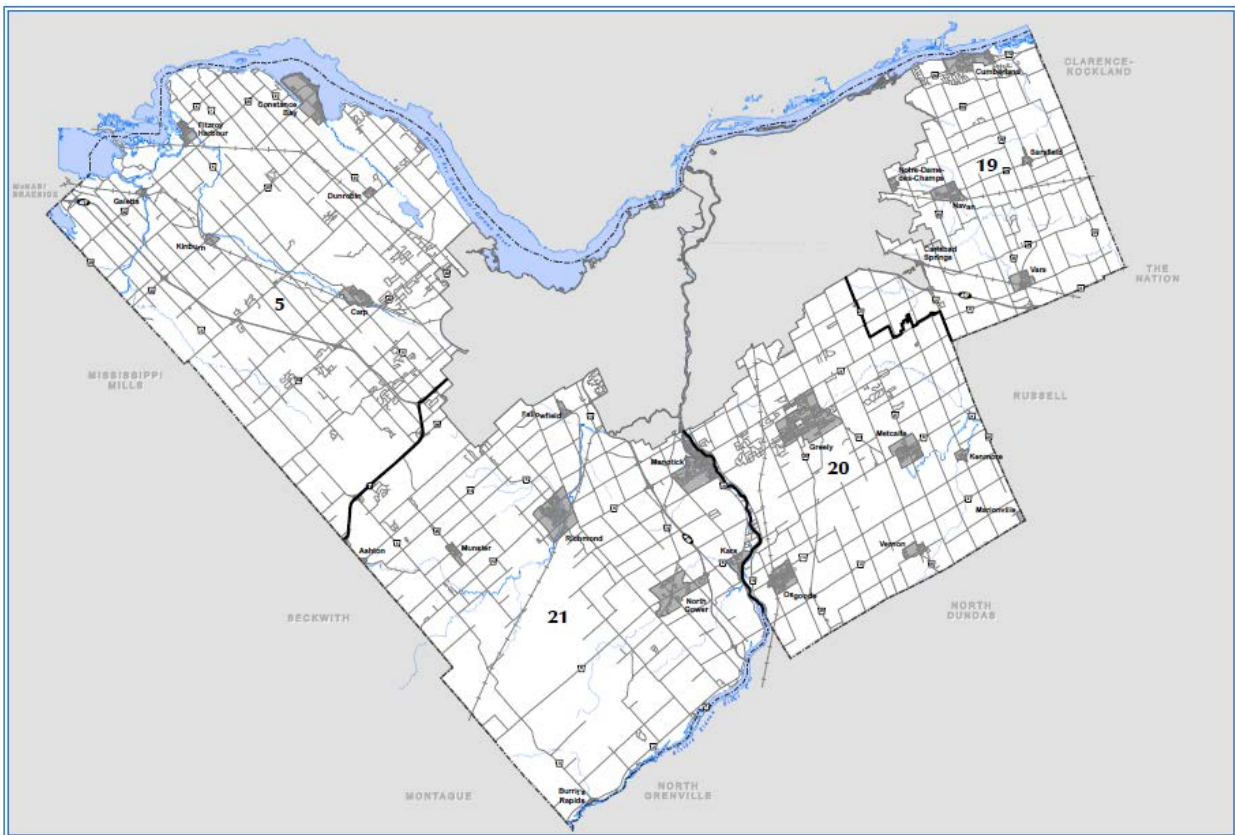 CLARENCE-
ROCKLAND
Cumberland
Constance
Bay
Fitzroy
Harbour
Sarsfield
19
Notre-Dame-
des-Champs
McNAB/
BRAESIDE
Dunrobin
Galetta
Navan
Kinburn
Carlsbad
Springs
Vars
THE
NATION
5
Carp
MISSISSIPPI
MILLS
RUSSELL
Fallowfield
Greely
Metcalfe
20
Manotick
Kenmore
Marionville
Richmond
Munster
Ashton
Kars
Vernon
Osgoode
North
Gower
BECKWITH
21
NORTH
DUNDAS
Burritts
Rapids
MONTAGUE
NORTH
GRENVILLE